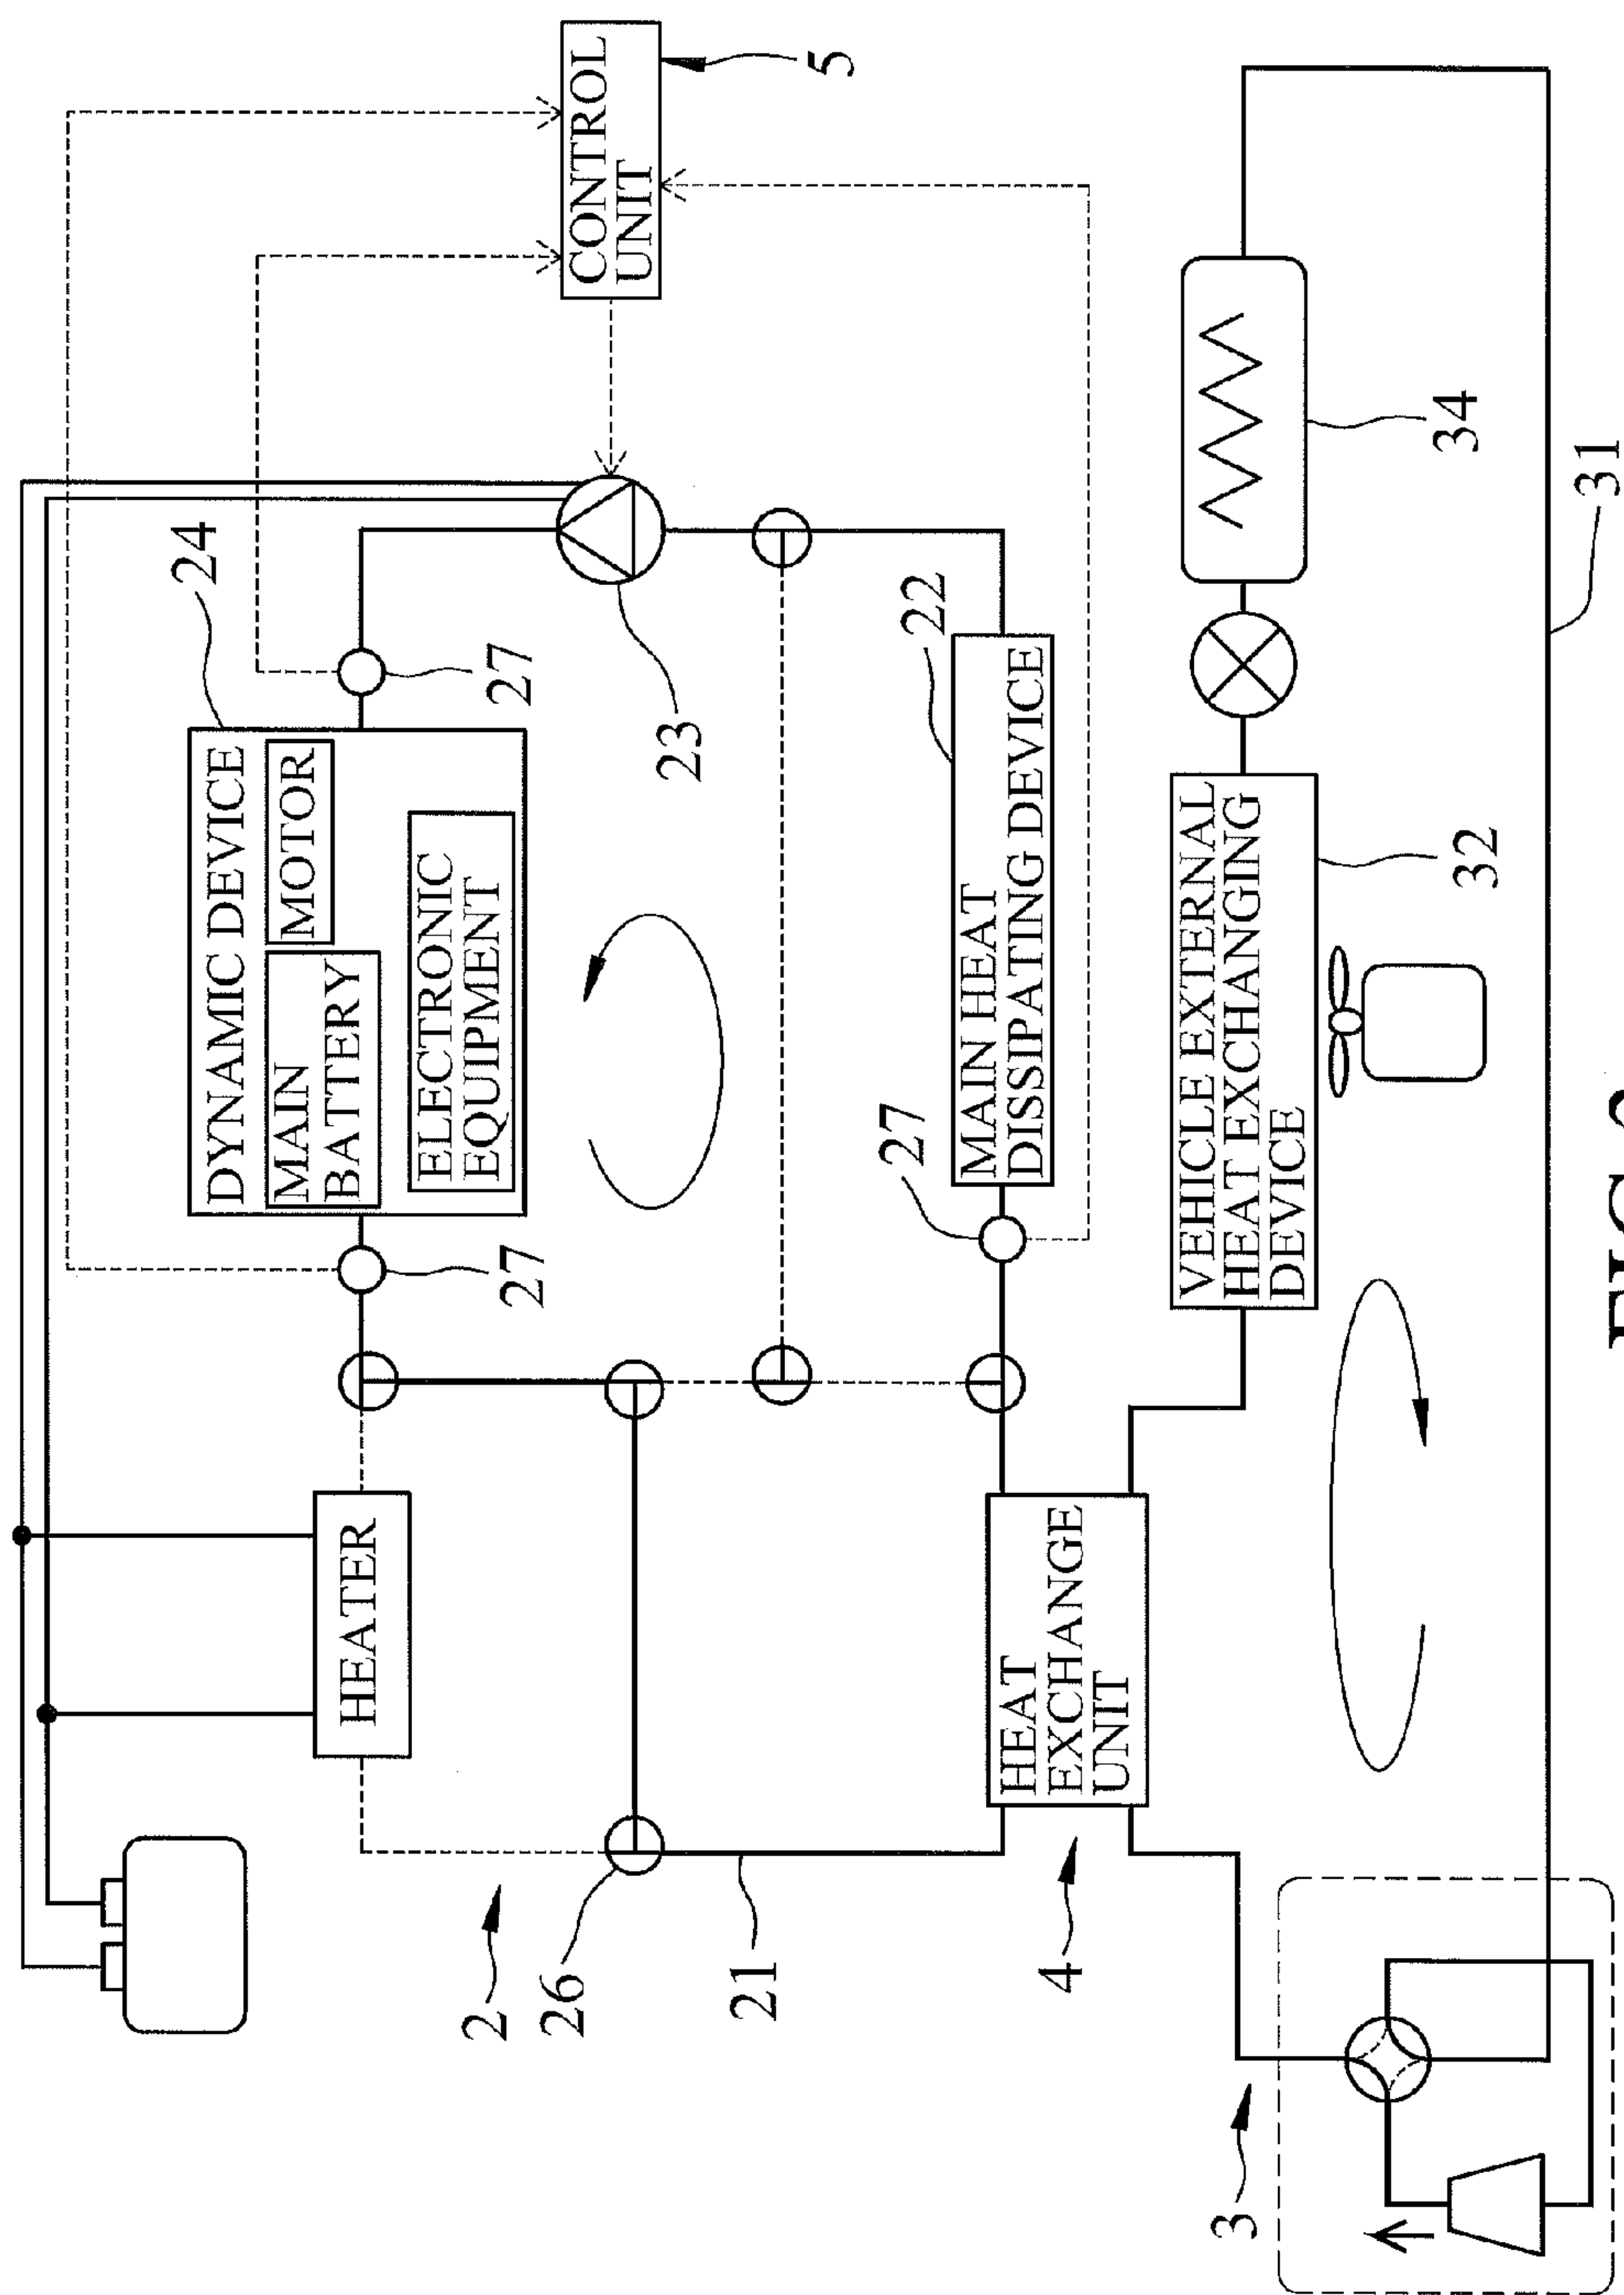 24
DYNAMIC DEVICE
MAIN
BATTERY
MOTOR
HEATER
ELECTRONIC
EQUIPMENT
2
27
27
26
CONTROL
UNIT
23
21
5
27
22
MAIN HEAT
DISSIPATING DEVICE
HEAT
EXCHANGE
UNIT
4
VEHICLE EXTERNAL
HEAT EXCHANGING
DEVICE
3
34
32
31
FIG.